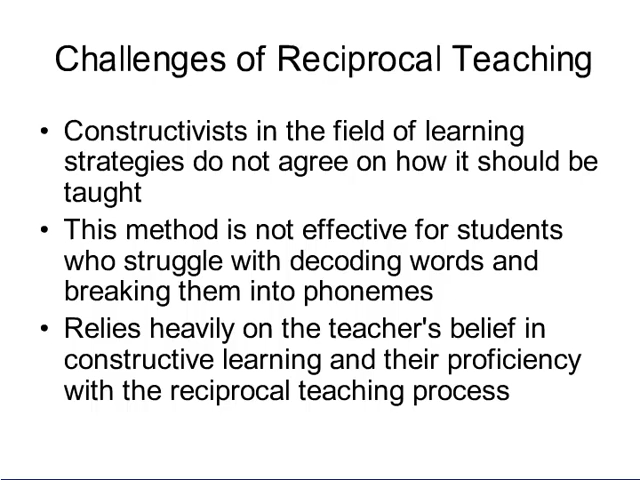 Challenges of Reciprocal Teaching
• Constructivists in the field of learning
strategies do not agree on how it should be
taught
• This method is not effective for students
who struggle with decoding words and
breaking them into phonemes
• Relies heavily on the teacher's belief in
constructive learning and their proficiency
with the reciprocal teaching process